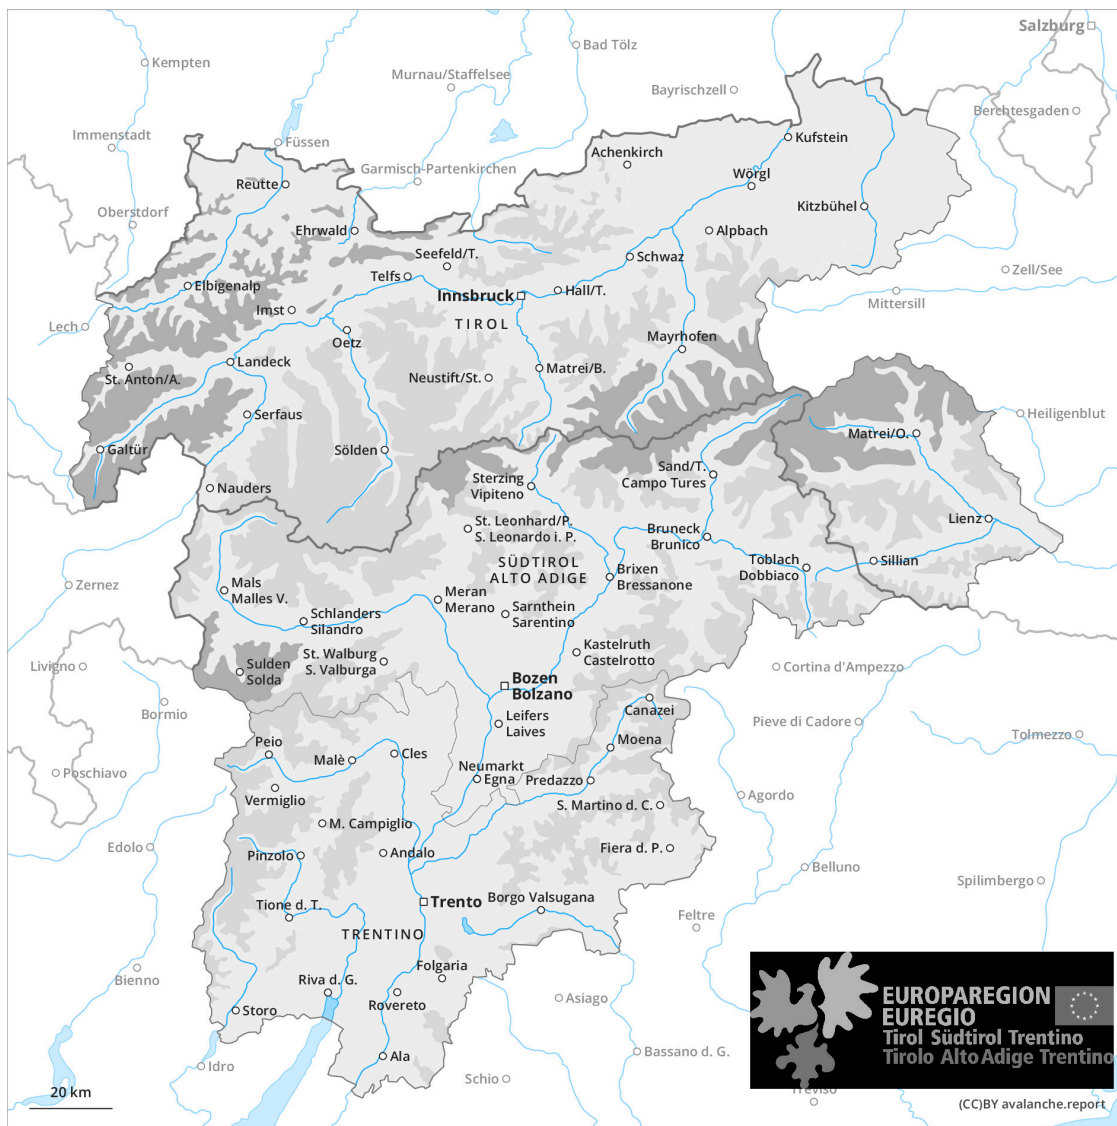 Salzburg
Bad Tölz
Kempten
Murnau/Staffelsee
Bayrischzell
Berchtesgaden
Immenstadt
Füssen
Kufstein
Achenkirch
Garmisch-Partenkirchen
Wörgl
Reutte
Oberstdorf
Kitzbühel
Ehrwald
Alpbach
Seefeld/T.
Schwaz
Telfs
Zell/See
Elbigenalp
Innsbruck
Hall/T.
Mittersill
Imst
Lech
TIROL
Oetz
Mayrhofen
Landeck
Matrei/B.
St. Anton/A.
Neustift/St.
Serfaus
Heiligenblut
Matrei/O.
Galtür
Sölden
Sand/T.
Campo Tures
Sterzing
Vipiteno
Nauders
Lienz
St. Leonhard/P.
S. Leonardo i. P.
Bruneck
Brunico
SÜDTIROL
ALTO ADIGE
Toblach
Dobbiaco
Sillian
Brixen
Bressanone
Zernez
Mals
Malles V.
Meran
Merano
Schlanders
Silandro
Sarnthein
Sarentino
Kastelruth
Castelrotto
St. Walburg
S. Valburga
Livigno
Sulden
Solda
Cortina d'Ampezzo
Bozen
Bolzano
Bormio
Canazei
Leifers
Laives
Pieve di Cadore
Tolmezzo
Moena
Peio
Cles
Malè
Neumarkt
Egna
Poschiavo
Predazzo
Vermiglio
Agordo
S. Martino d. C.
M. Campiglio
Edolo
Fiera d. P.
Pinzolo
Andalo
Belluno
Spilimbergo
Borgo Valsugana
Trento
Tione d. T.
Feltre
TRENTINO
Folgaria
Bienno
Riva d. G.
Rovereto
Asiago
EUROPAREGION
EUREGIO
Tirol Südtirol Trentino
Tirolo Alto Adige Trentino
Storo
Ala
Bassano d. G.
Idro
Schio
Treviso
20 km
(CC)BY avalanche.report